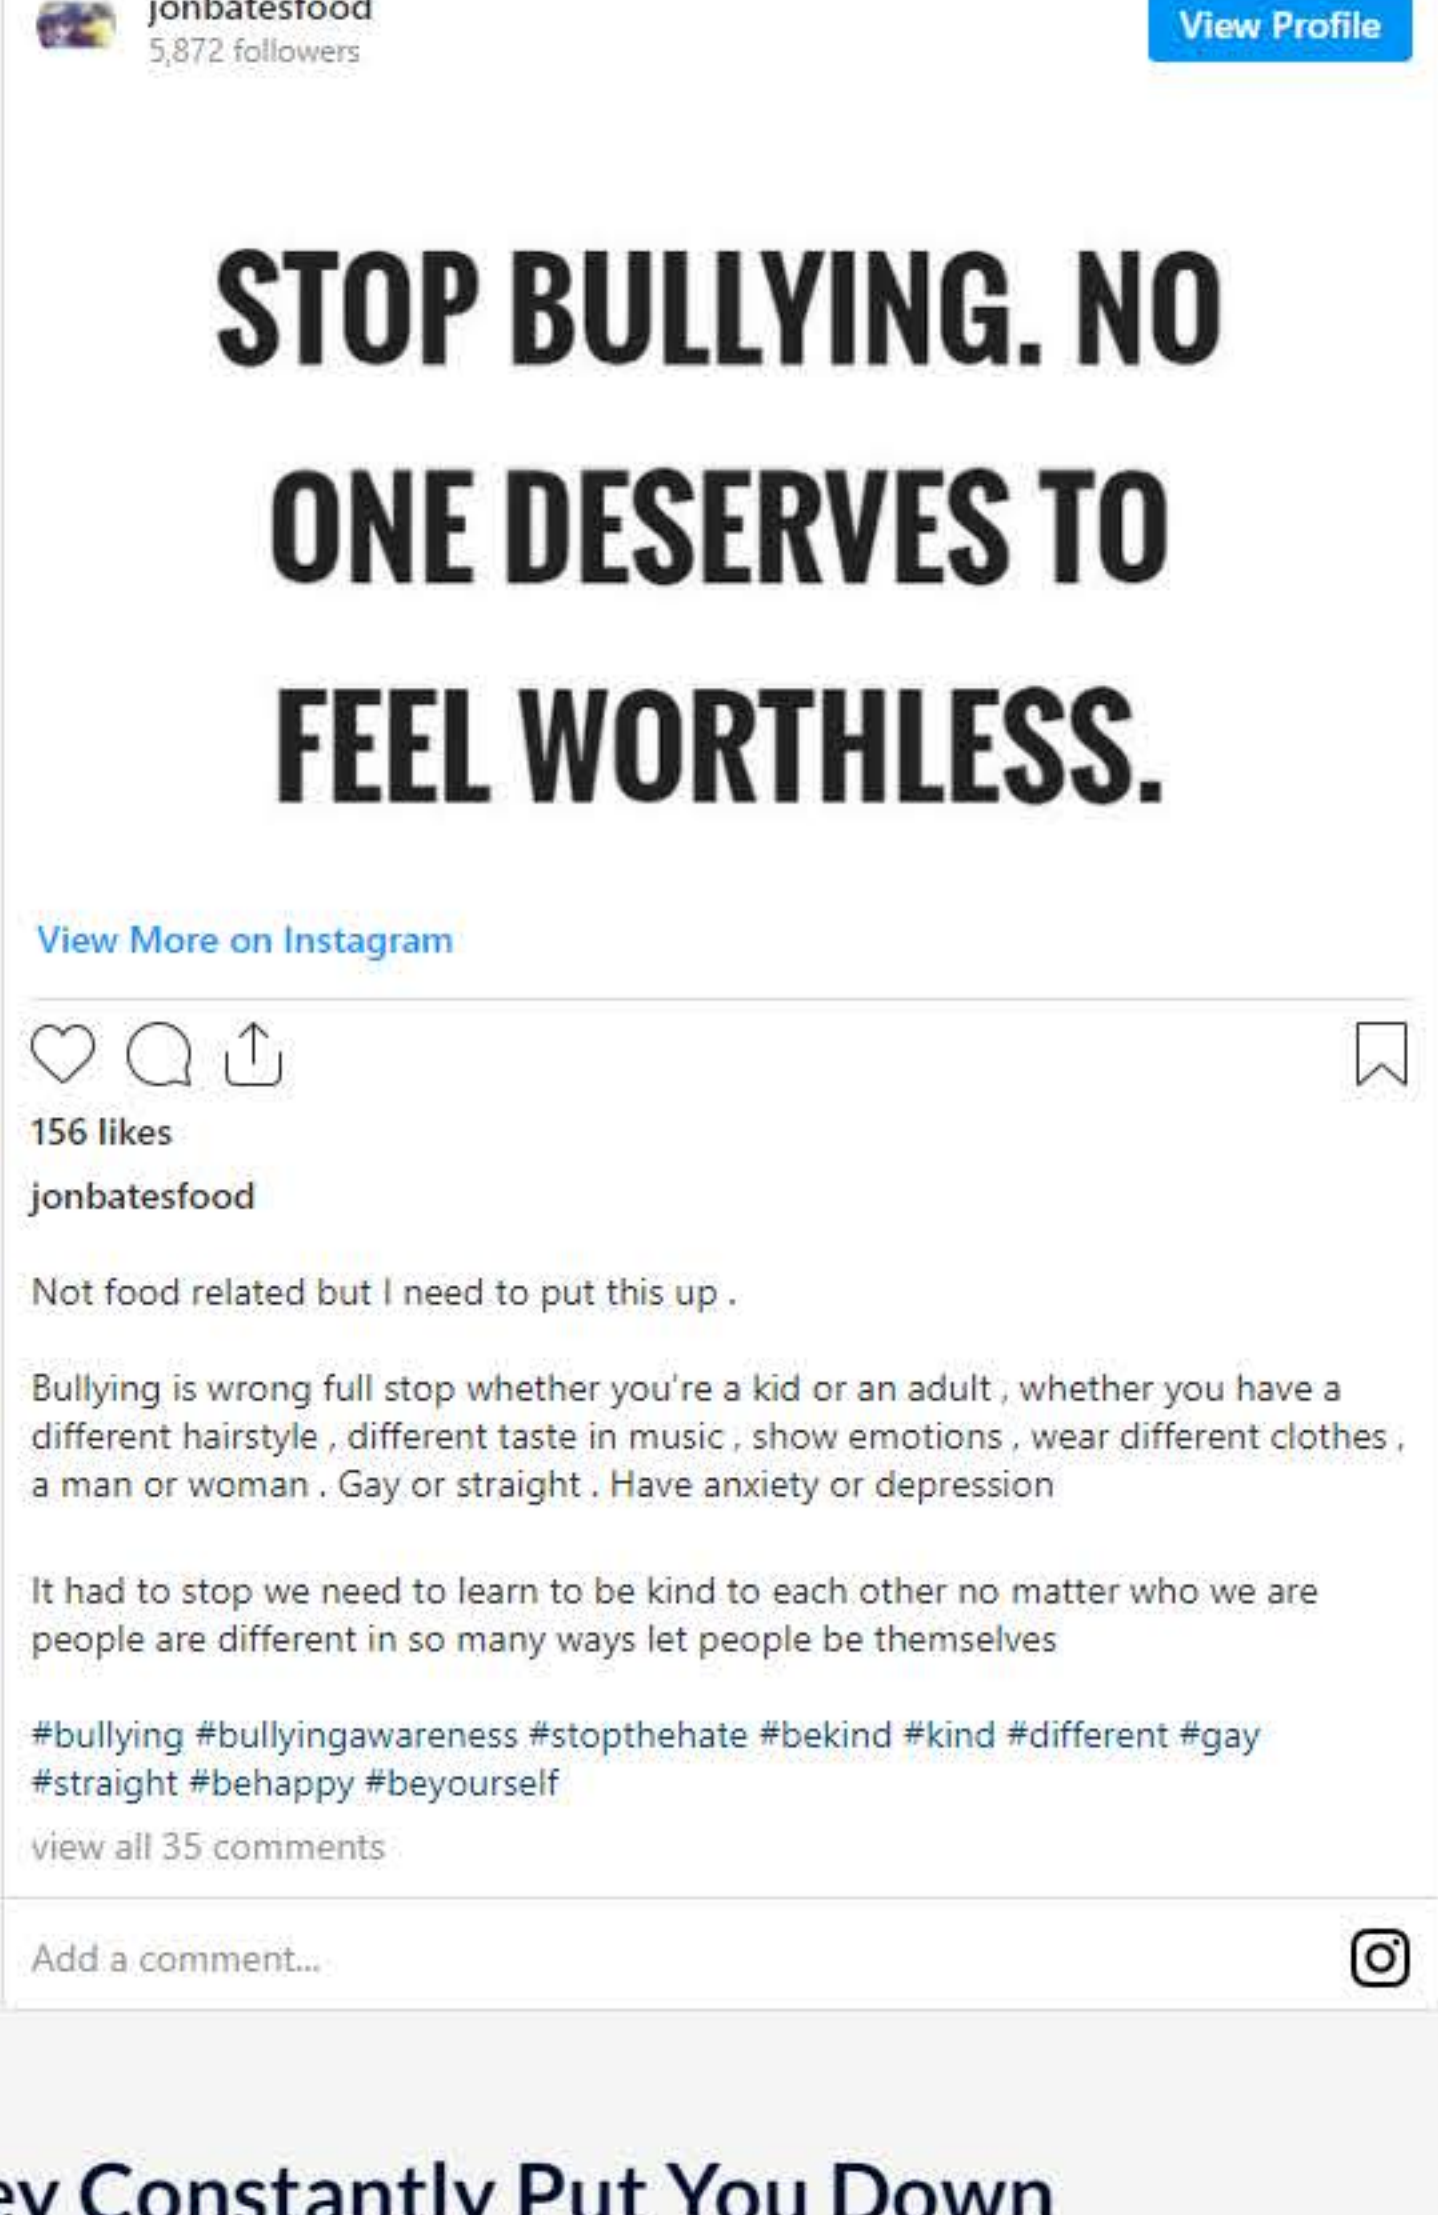 jonbatesfood
5,872 followers
View Profile
STOP BULLYING. NO
ONE DESERVES TO
FEEL WORTHLESS.
View More on Instagram
156 likes
jonbatesfood
Not food related but I need to put this up .
Bullying is wrong full stop whether you're a kid or an adult , whether you have a
different hairstyle , different taste in music , show emotions , wear different clothes ,
a man or woman . Gay or straight . Have anxiety or depression
It had to stop we need to learn to be kind to each other no matter who we are
people are different in so many ways let people be themselves
#bullying #bullyingawareness #stopthehate #bekind #kind #different #gay
#straight #behappy #beyourself
view all 35 comments
Add a comment...
ey Constantly Put You Down